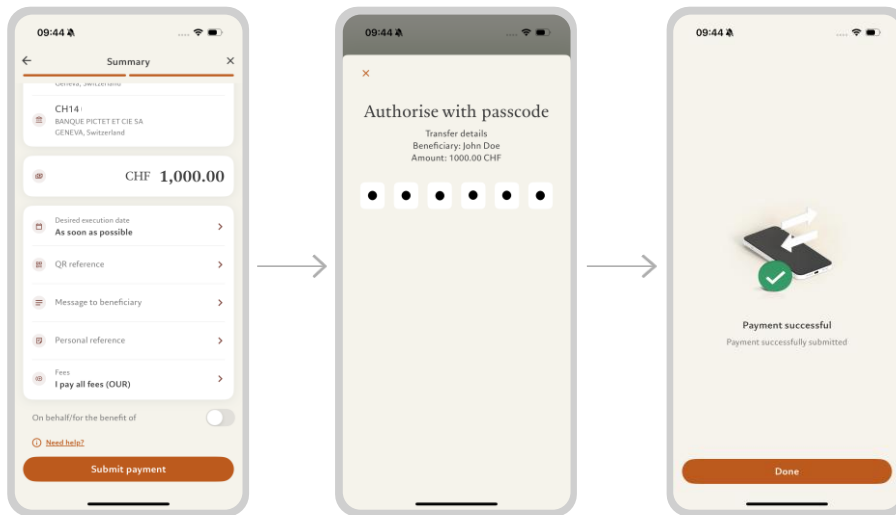 09:44
Summary
Geneva, Switzerland
CH14
BANQUE PICTET ET CIE SA
GENEVA, Switzerland
CHF 1,000.00
Desired execution date
As soon as possible
QR reference
Message to beneficiary
Personal reference
Fees
I pay all fees (OUR)
On behalf/for the benefit of
Need help?
Submit payment
09:44
Authorise with passcode
Transfer details
Beneficiary: John Doe
Amount: 1000.00 CHF
09:44
Payment successful
Payment successfully submitted
Done